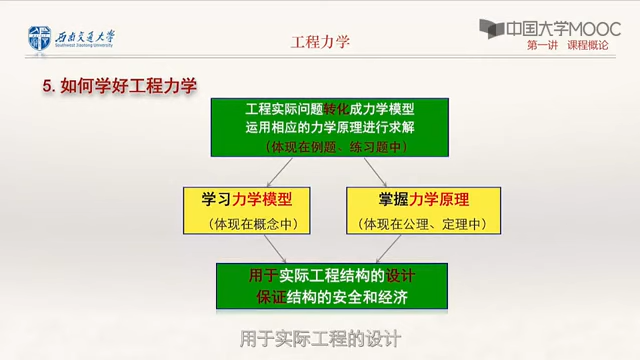 西南交通大学
Southwest Jiaotong University
工程力学
中国大学MOOC
第一讲 课程概论
5. 如何学好工程力学
工程实际问题转化成力学模型
运用相应的力学原理进行求解
（体现在例题、练习题中）
学习力学模型
（体现在概念中）
掌握力学原理
（体现在公理、定理中）
用于实际工程结构的设计
保证结构的安全和经济
用于实际工程的设计